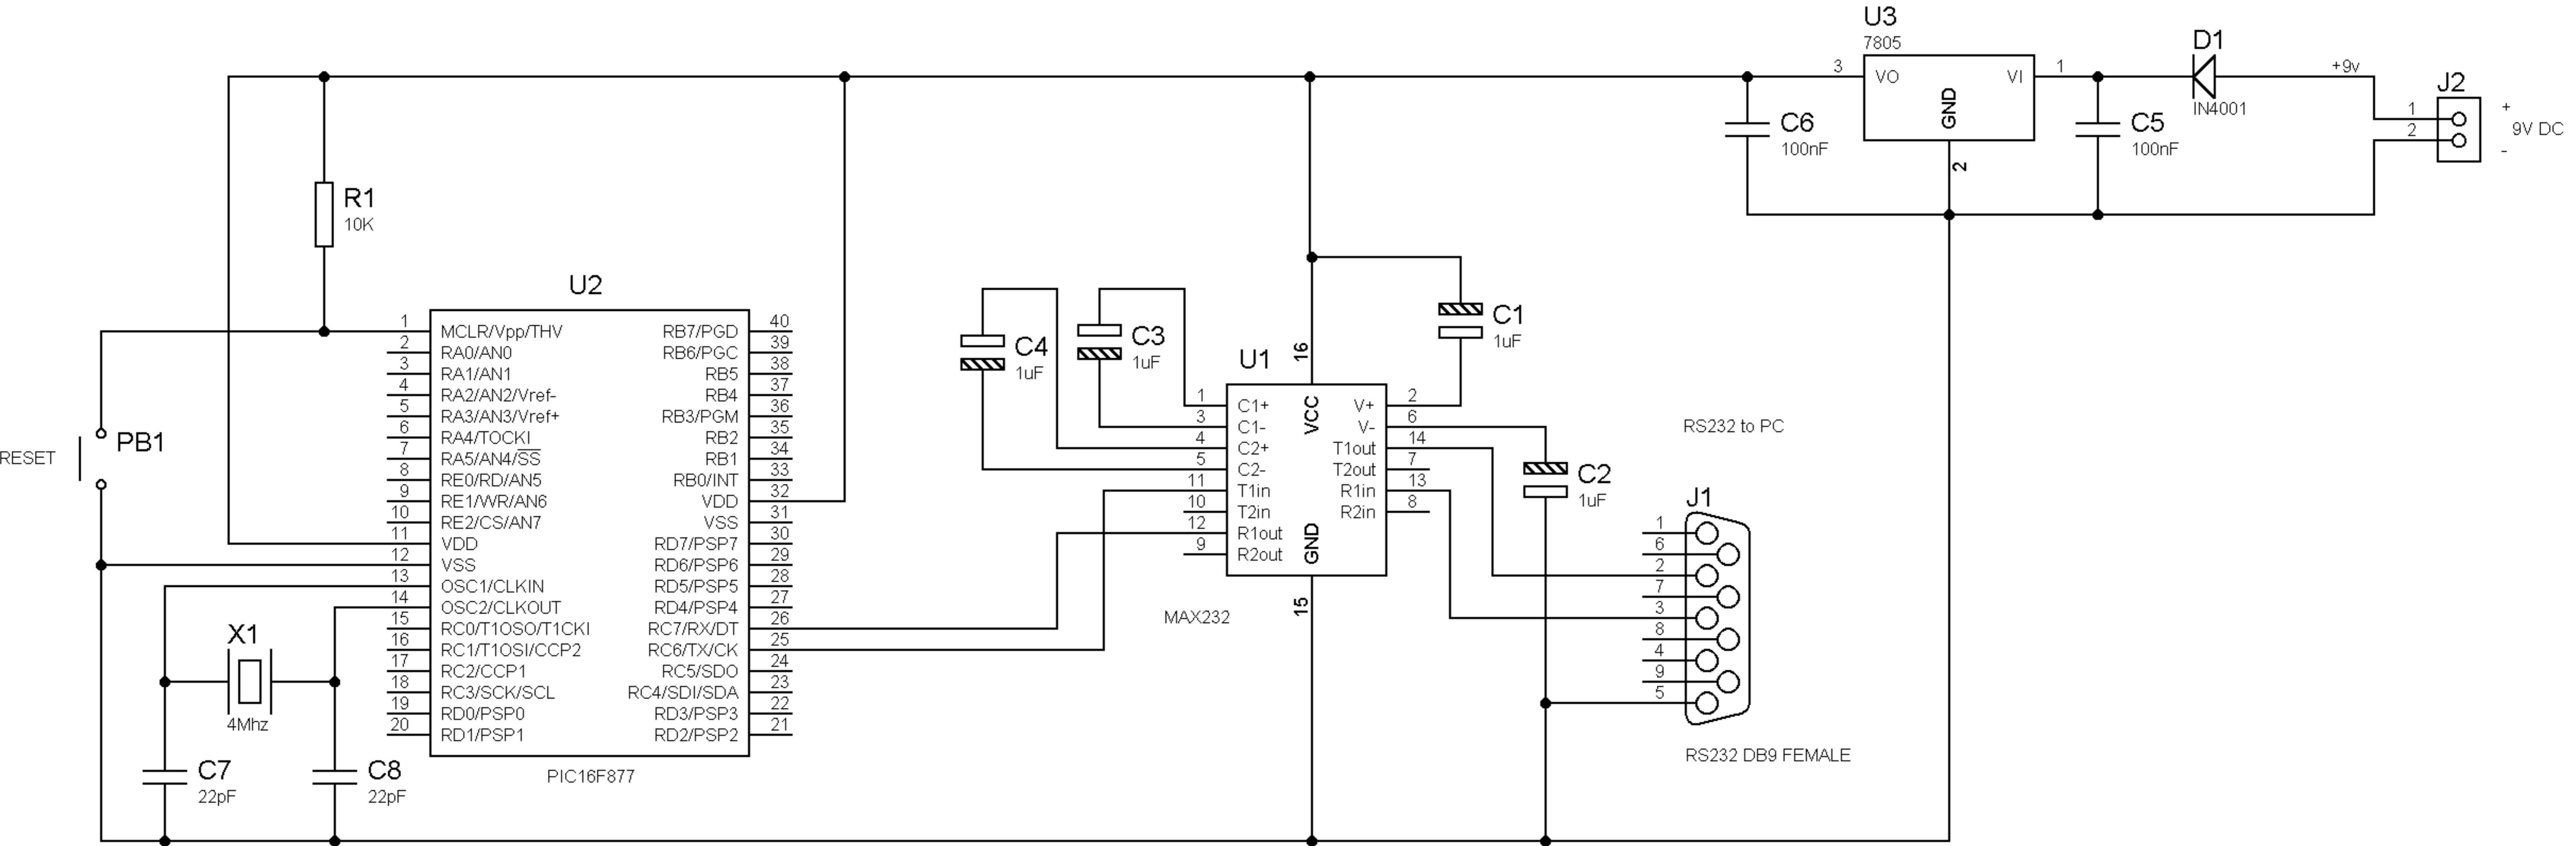 U3
7805
3
VO
VI
1
GND
2
D1
IN4001
+9v
J2
1
2
+
9V DC
-
C6
100nF
C5
100nF
R1
10K
U2
1 MCLR/Vpp/THV RB7/PGD 40
2 RA0/AN0 RB6/PGC 39
3 RA1/AN1 RB5 38
4 RA2/AN2/Vref- RB4 37
5 RA3/AN3/Vref+ RB3/PGM 36
6 RA4/TOCKI RB2 35
7 RA5/AN4/SS RB1 34
8 RE0/RD/AN5 RB0/INT 33
9 RE1/WR/AN6 VDD 32
10 RE2/CS/AN7 VSS 31
11 VDD RD7/PSP7 30
12 VSS RD6/PSP6 29
13 OSC1/CLKIN RD5/PSP5 28
14 OSC2/CLKOUT RD4/PSP4 27
15 RC0/T1OSO/T1CKI RC7/RX/DT 26
16 RC1/T1OSI/CCP2 RC6/TX/CK 25
17 RC2/CCP1 RC5/SDO 24
18 RC3/SCK/SCL RC4/SDI/SDA 23
19 RD0/PSP0 RD3/PSP3 22
20 RD1/PSP1 RD2/PSP2 21
PIC16F877
RESET
PB1
X1
4Mhz
C7
22pF
C8
22pF
C4
1uF
C3
1uF
C1
1uF
U1
16
VCC
1 C1+ V+ 2
3 C1- V- 6
4 C2+ T1out 14
5 C2- T2out 7
11 T1in R1in 13
10 T2in R2in 8
12 R1out
9 R2out
GND
15
MAX232
C2
1uF
RS232 to PC
J1
1
6
2
7
3
8
4
9
5
RS232 DB9 FEMALE